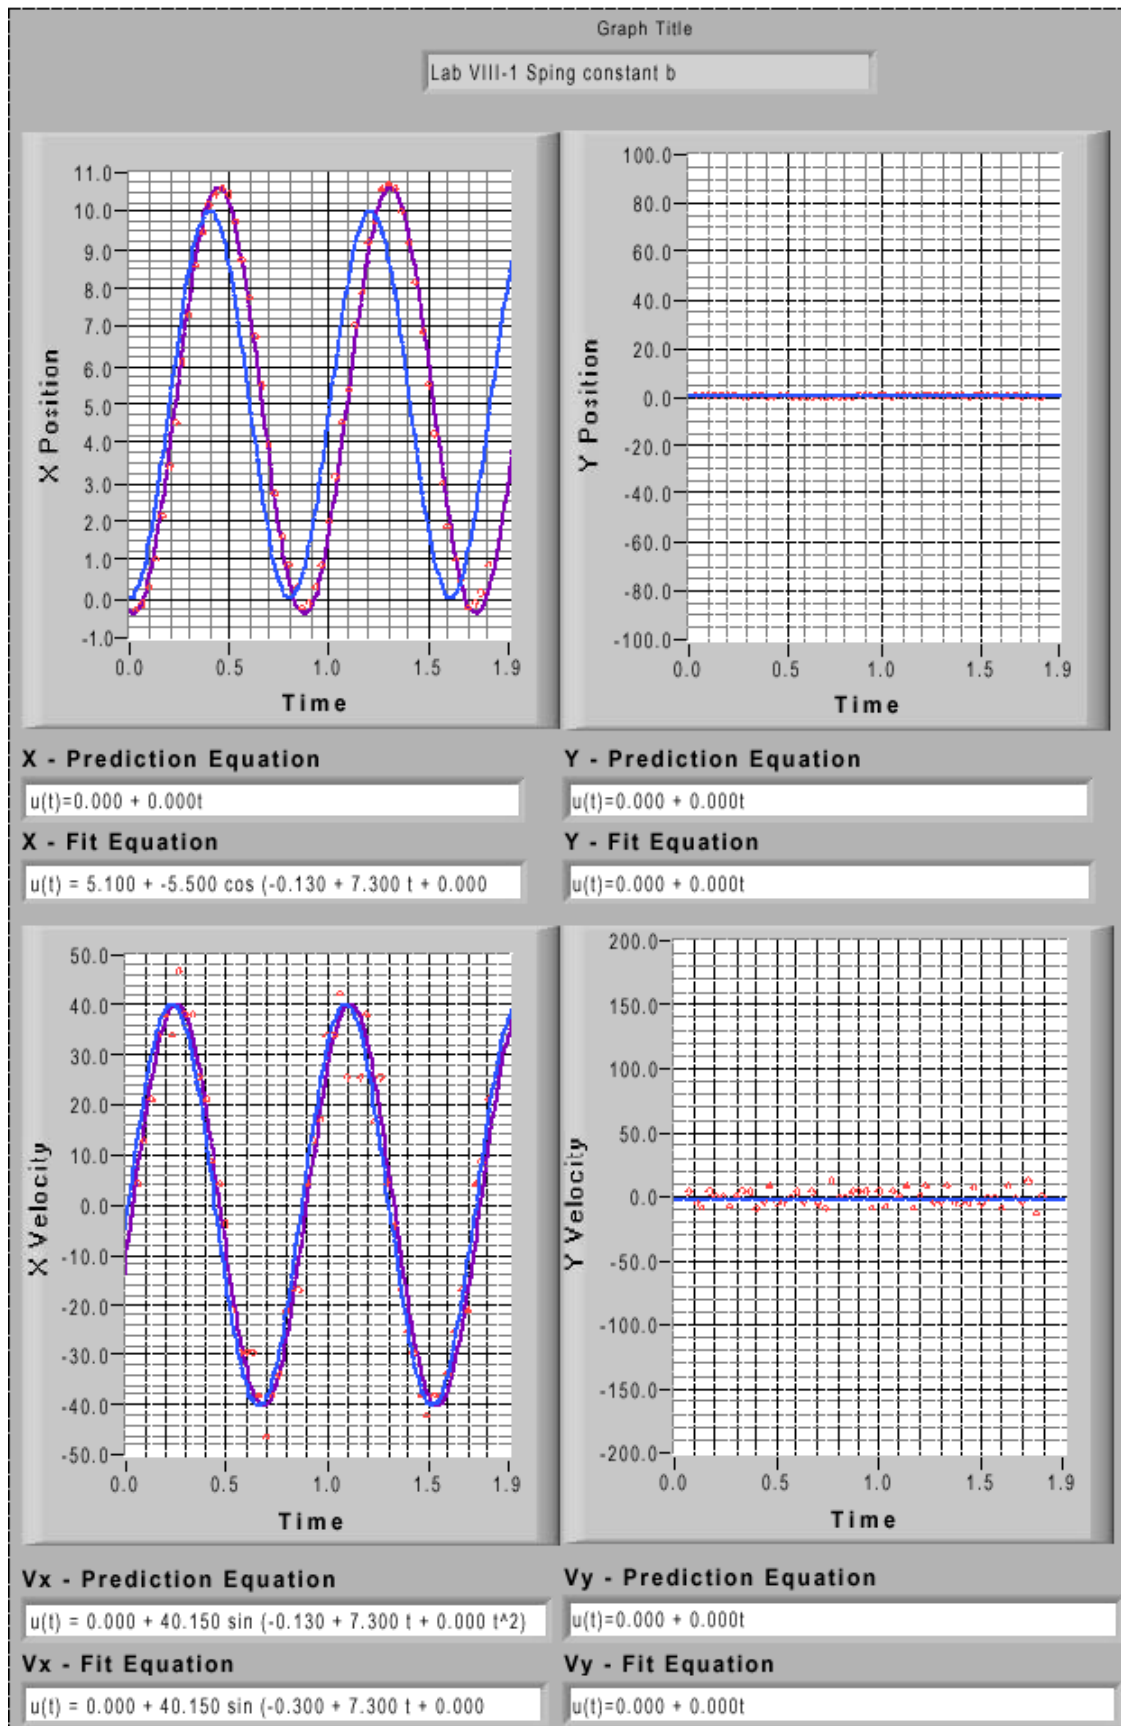 Graph Title
Lab VIII-1 Sping constant b
11.0
10.0
9.0
8.0
7.0
6.0
5.0
4.0
3.0
2.0
1.0
0.0
-1.0
X Position
0.0 0.5 1.0 1.5 1.9
Time
100.0
80.0
60.0
40.0
20.0
0.0
-20.0
-40.0
-60.0
-80.0
-100.0
Y Position
0.0 0.5 1.0 1.5 1.9
Time
X - Prediction Equation
u(t)=0.000 + 0.000t
X - Fit Equation
u(t) = 5.100 + -5.500 cos (-0.130 + 7.300 t + 0.000
Y - Prediction Equation
u(t)=0.000 + 0.000t
Y - Fit Equation
u(t)=0.000 + 0.000t
50.0
40.0
30.0
20.0
10.0
0.0
-10.0
-20.0
-30.0
-40.0
-50.0
X Velocity
0.0 0.5 1.0 1.5 1.9
Time
200.0
150.0
100.0
50.0
0.0
-50.0
-100.0
-150.0
-200.0
Y Velocity
0.0 0.5 1.0 1.5 1.9
Time
Vx - Prediction Equation
u(t) = 0.000 + 40.150 sin (-0.130 + 7.300 t + 0.000 t^2)
Vx - Fit Equation
u(t) = 0.000 + 40.150 sin (-0.300 + 7.300 t + 0.000
Vy - Prediction Equation
u(t)=0.000 + 0.000t
Vy - Fit Equation
u(t)=0.000 + 0.000t